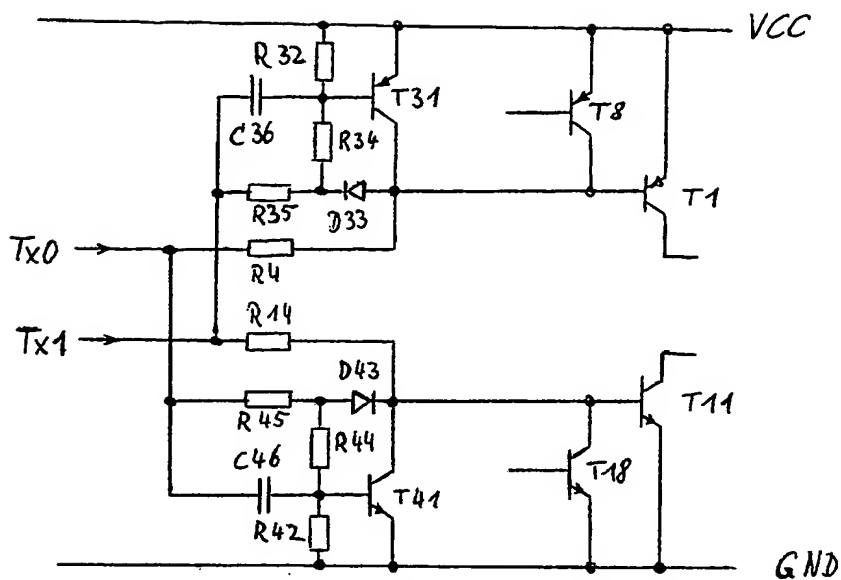 VCC
R32
T31
T8
C36
R34
T1
R35
D33
Tx0
R4
R14
Tx1
D43
T11
R45
R44
C46
T18
T41
R42
GND